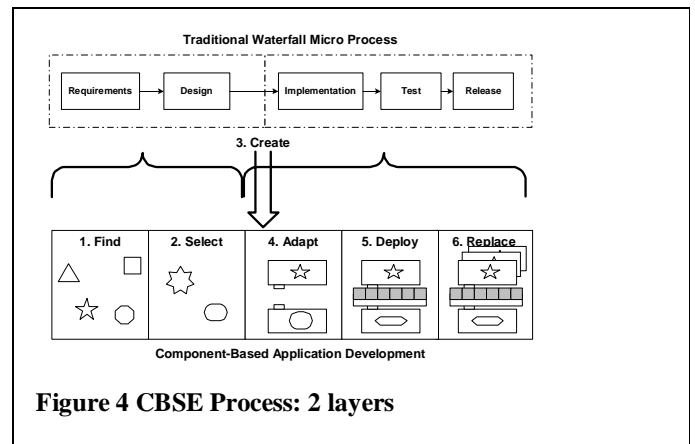 Traditional Waterfall Micro Process
Requirements
Design
Implementation
Test
Release
3. Create
1. Find
2. Select
4. Adapt
5. Deploy
6. Replace
Component-Based Application Development
Figure 4 CBSE Process: 2 layers